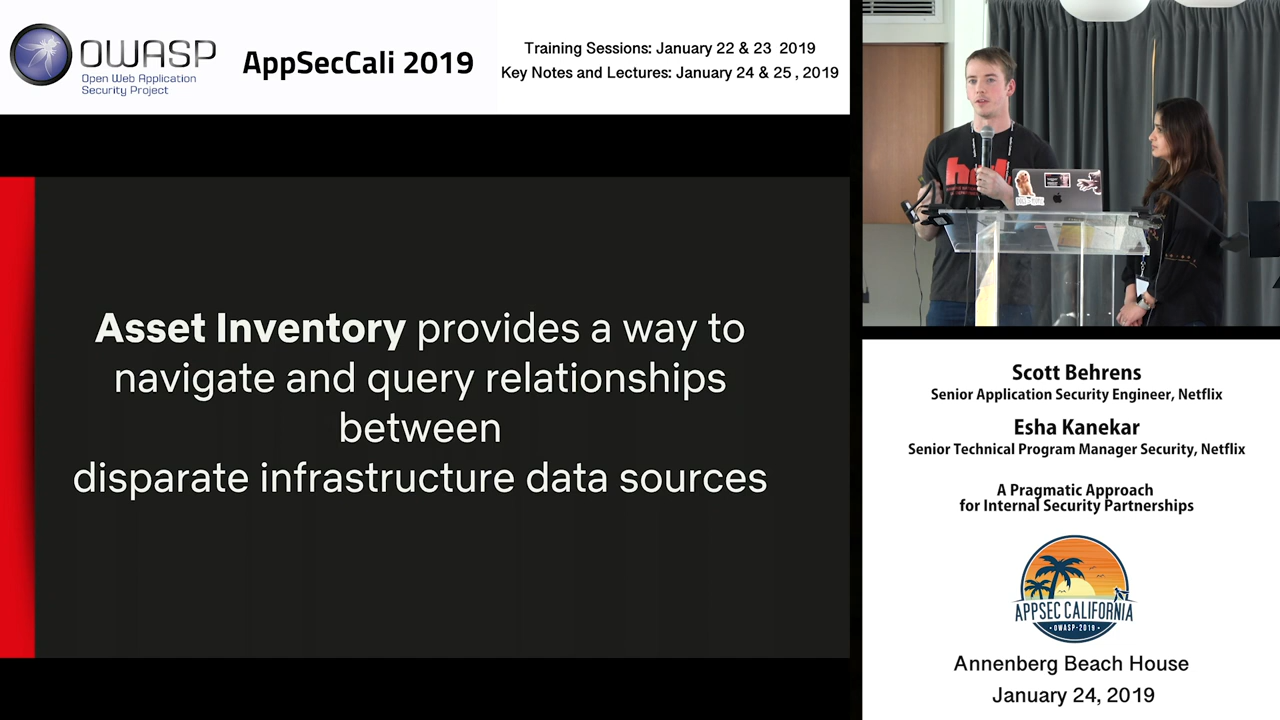 OWASP
Open Web Application
Security Project
AppSecCali 2019
Training Sessions: January 22 & 23 2019
Key Notes and Lectures: January 24 & 25 , 2019
Asset Inventory provides a way to
navigate and query relationships
between
disparate infrastructure data sources
Scott Behrens
Senior Application Security Engineer, Netflix
Esha Kanekar
Senior Technical Program Manager Security, Netflix
A Pragmatic Approach
for Internal Security Partnerships
APPSEC CALIFORNIA
• OWASP-2019 •
Annenberg Beach House
January 24, 2019